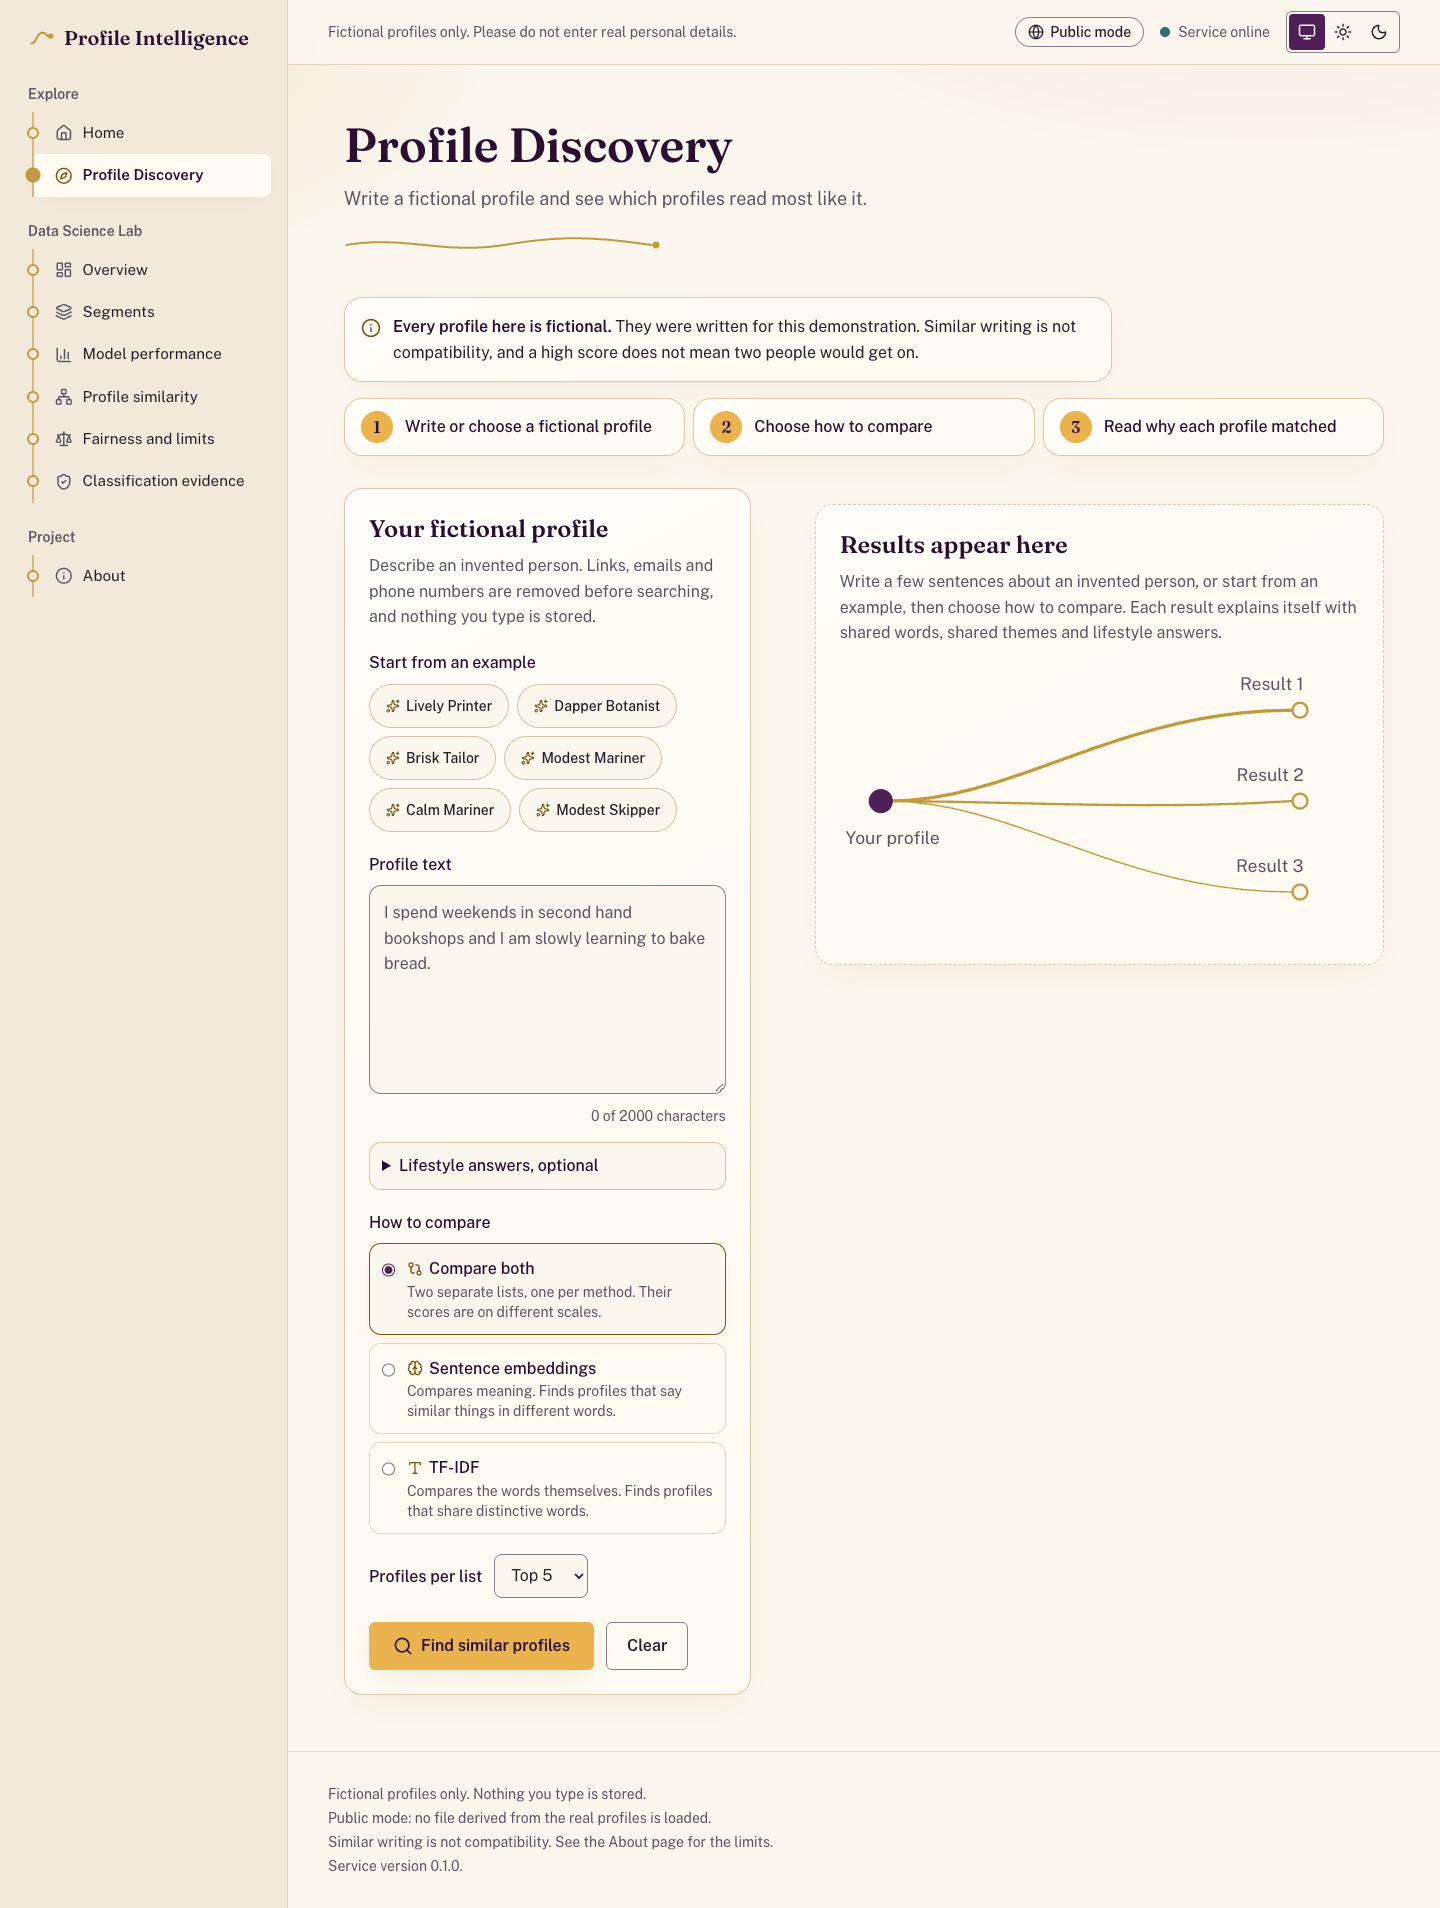 Profile Intelligence
Explore
Home
Profile Discovery
Data Science Lab
Overview
Segments
Model performance
Profile similarity
Fairness and limits
Classification evidence
Project
About
Fictional profiles only. Please do not enter real personal details.
Public mode
Service online
Profile Discovery
Write a fictional profile and see which profiles read most like it.
Every profile here is fictional. They were written for this demonstration. Similar writing is not
compatibility, and a high score does not mean two people would get on.
1 Write or choose a fictional profile
2 Choose how to compare
3 Read why each profile matched
Your fictional profile
Describe an invented person. Links, emails and
phone numbers are removed before searching,
and nothing you type is stored.
Start from an example
Lively Printer
Dapper Botanist
Brisk Tailor
Modest Mariner
Calm Mariner
Modest Skipper
Profile text
I spend weekends in second hand
bookshops and I am slowly learning to bake
bread.
0 of 2000 characters
Lifestyle answers, optional
How to compare
Compare both
Two separate lists, one per method. Their
scores are on different scales.
Sentence embeddings
Compares meaning. Finds profiles that say
similar things in different words.
TF-IDF
Compares the words themselves. Finds profiles
that share distinctive words.
Profiles per list
Top 5
Find similar profiles
Clear
Results appear here
Write a few sentences about an invented person, or start from an
example, then choose how to compare. Each result explains itself with
shared words, shared themes and lifestyle answers.
Result 1
Result 2
Your profile
Result 3
Fictional profiles only. Nothing you type is stored.
Public mode: no file derived from the real profiles is loaded.
Similar writing is not compatibility. See the About page for the limits.
Service version 0.1.0.